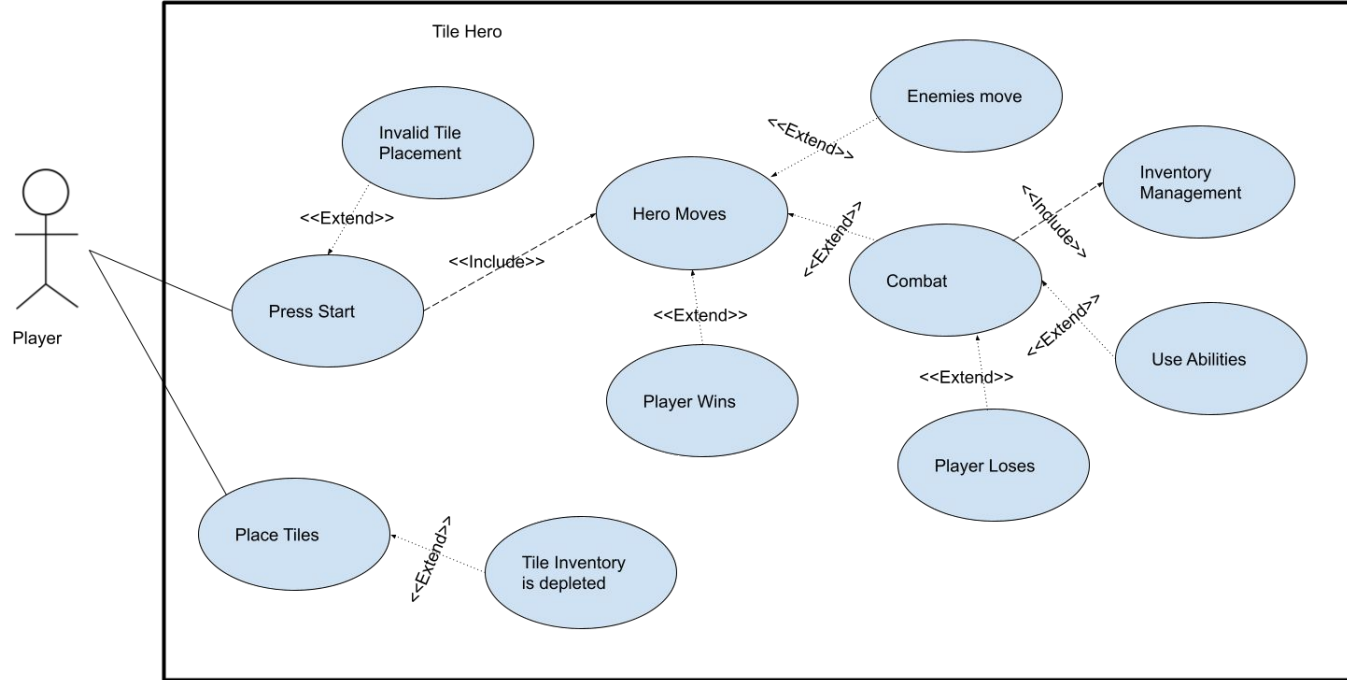 Tile Hero
Enemies move
Invalid Tile
Placement
<<Extend>>
Inventory
Management
Hero Moves
<<Extend>>
<<Include>>
<<Extend>>
<<Include>>
Combat
Press Start
<<Extend>>
<<Extend>>
Player
Use Abilities
<<Extend>>
Player Wins
Player Loses
Place Tiles
<<Extend>>
Tile Inventory
is depleted